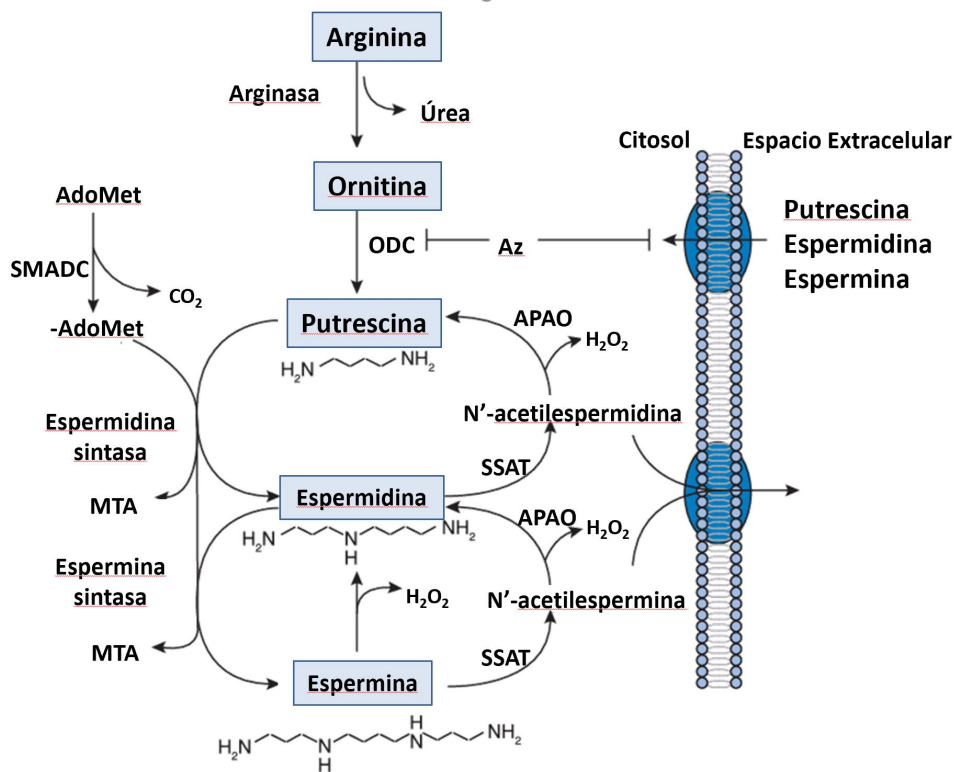 Arginina
Arginasa
Úrea
Citosol
Espacio Extracelular
Ornitina
AdoMet
Putrescina
Espermidina
Espermina
ODC
Az
SMADC
CO₂
-AdoMet
Putrescina
APAO
H₂O₂
H₂N
NH₂
N’-acetilespermidina
Espermidina
sintasa
SSAT
MTA
Espermidina
APAO
H₂O₂
H₂N
N
H
NH₂
Espermina
sintasa
H₂O₂
N’-acetilespermina
MTA
SSAT
Espermina
H₂N
N
H
H
N
NH₂